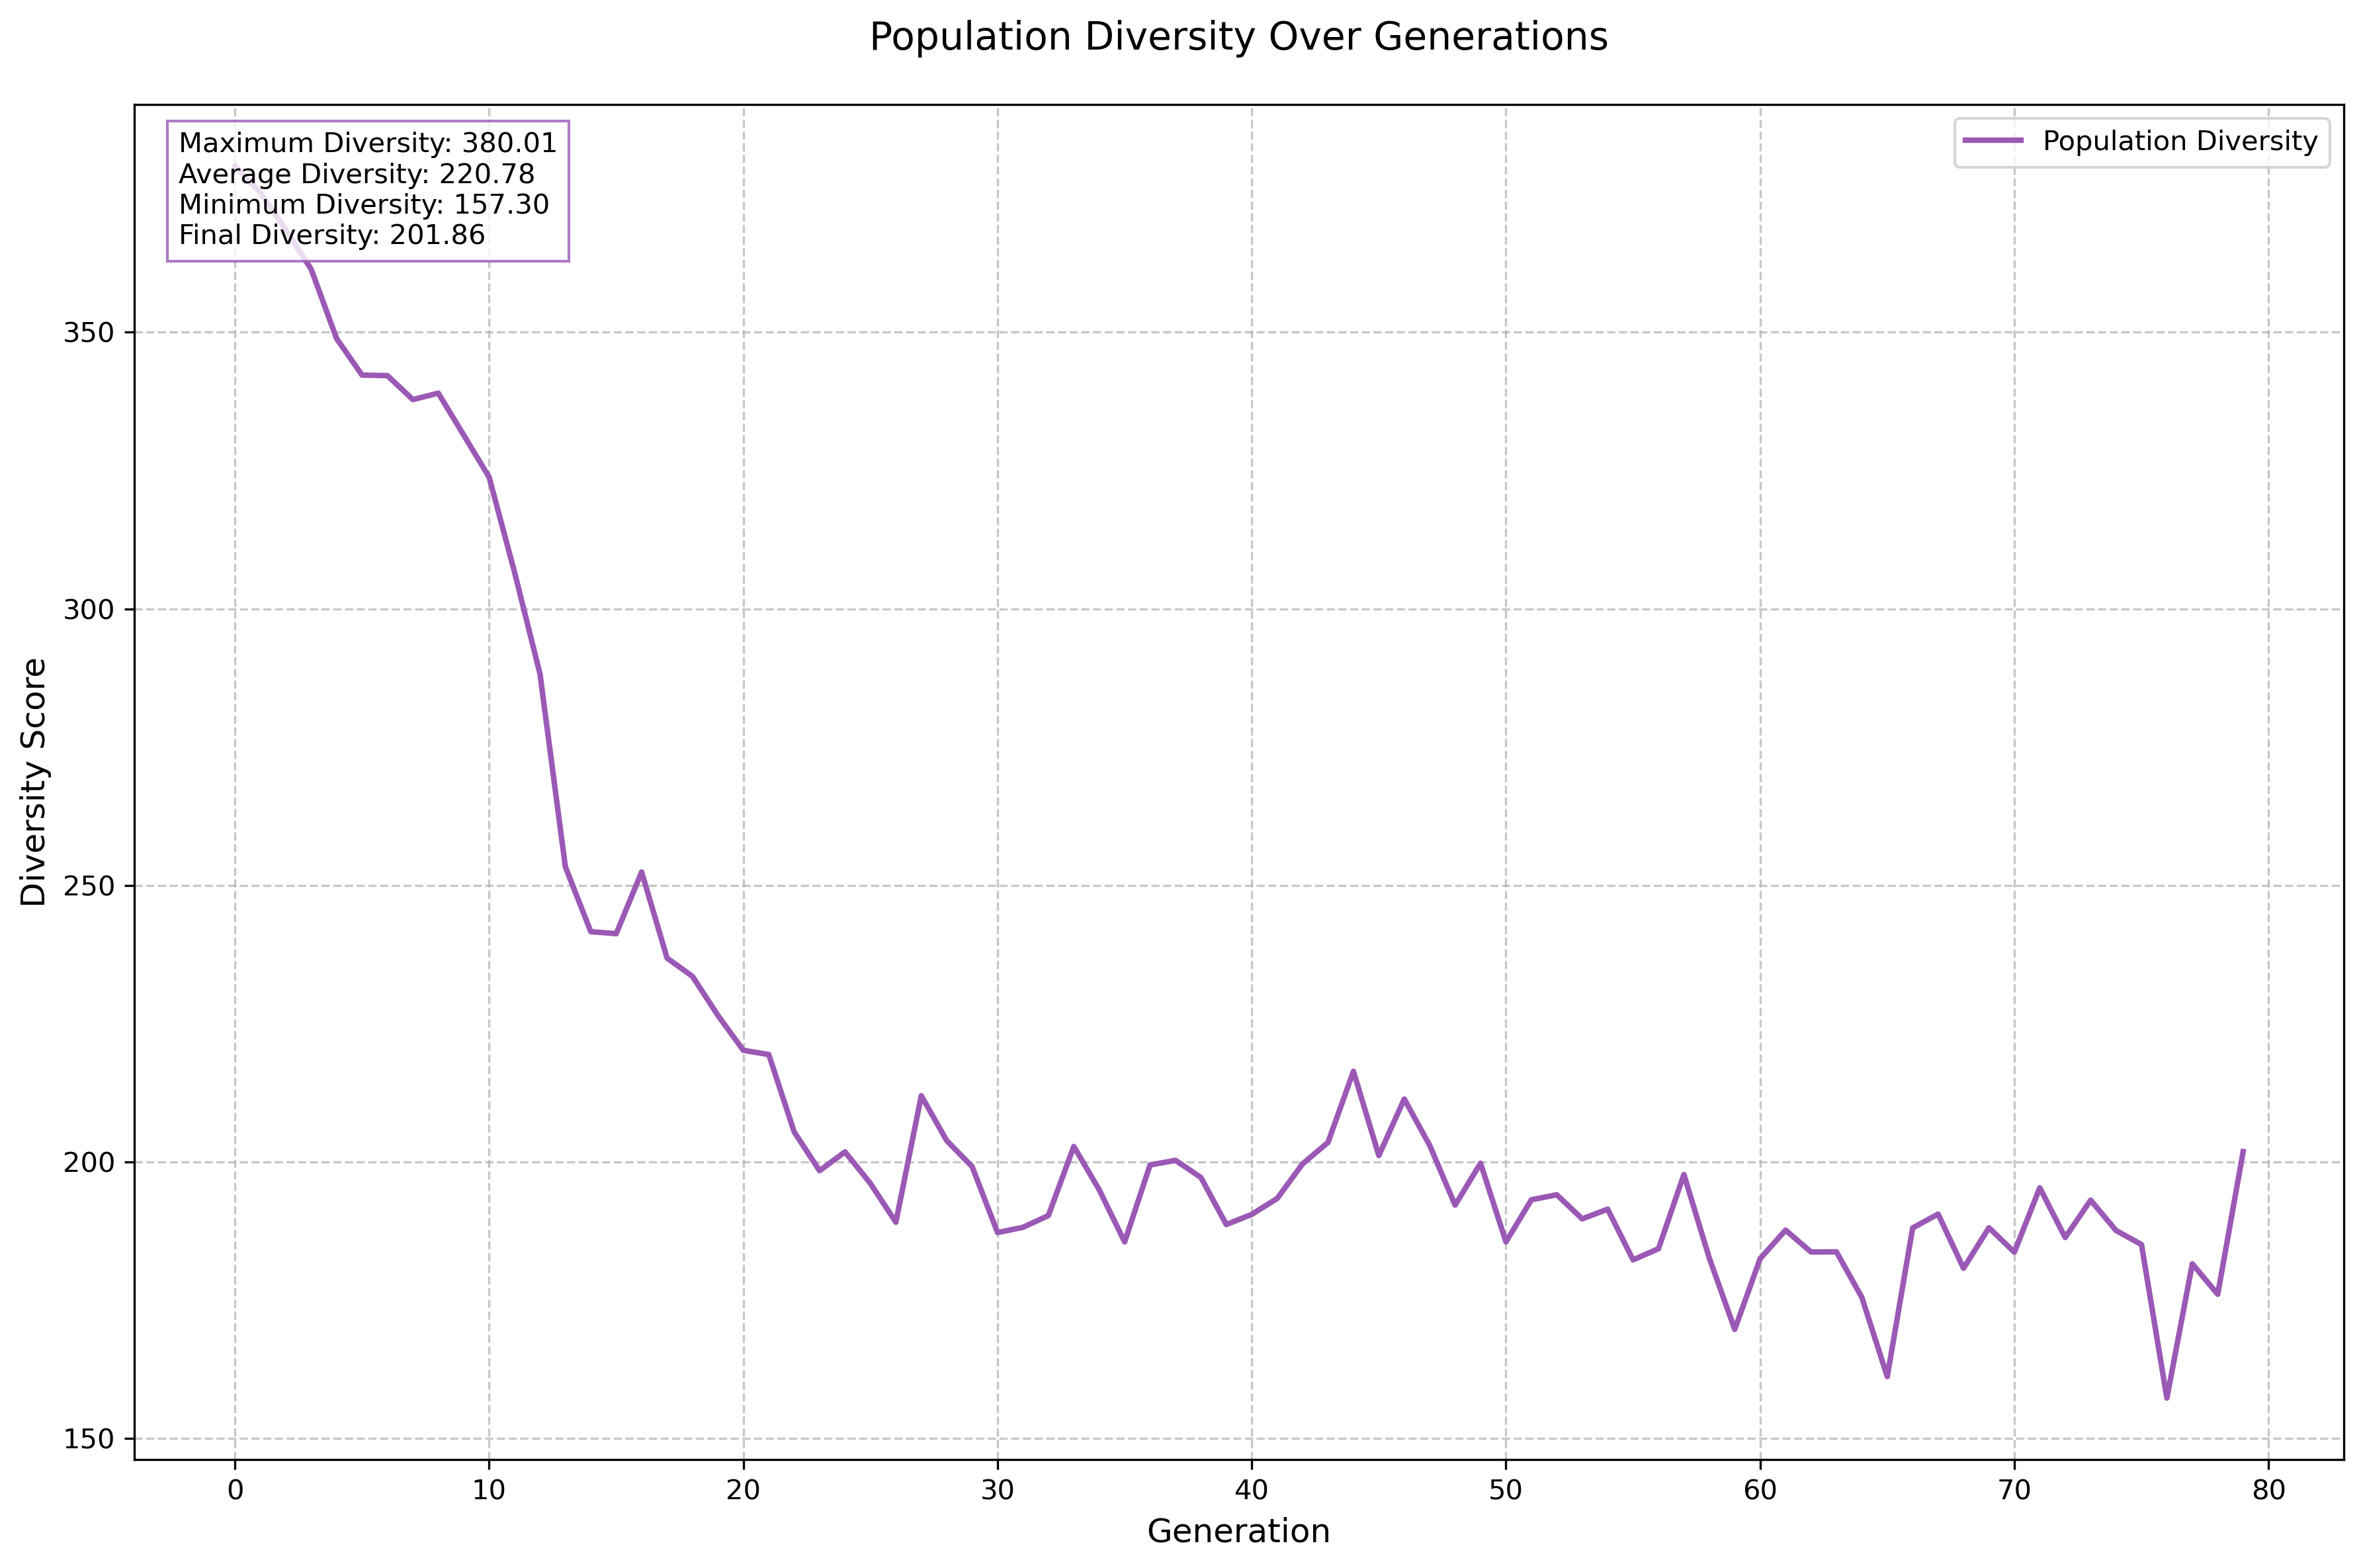 Population Diversity Over Generations
Maximum Diversity: 380.01
Average Diversity: 220.78
Minimum Diversity: 157.30
Final Diversity: 201.86
Population Diversity
350
300
250
200
150
Diversity Score
0 10 20 30 40 50 60 70 80
Generation